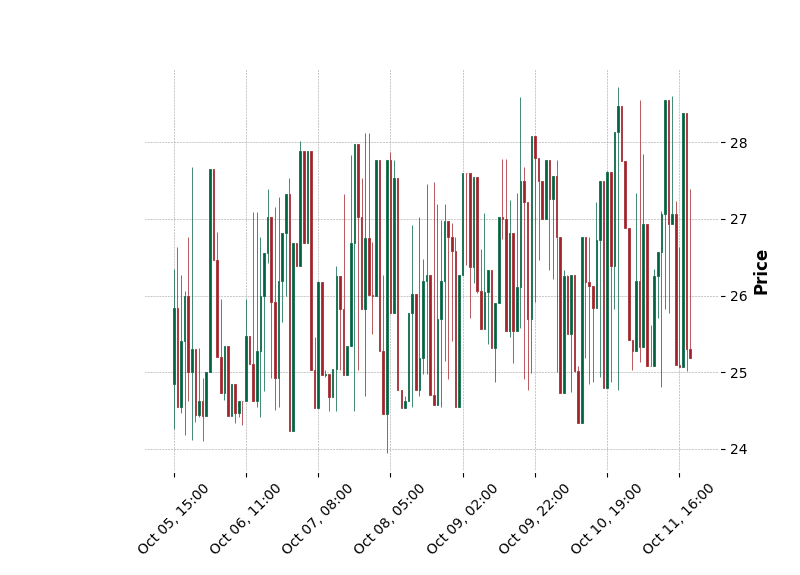 28
27
26
25
24
Price
Oct 05, 15:00
Oct 06, 11:00
Oct 07, 08:00
Oct 08, 05:00
Oct 09, 02:00
Oct 09, 22:00
Oct 10, 19:00
Oct 11, 16:00